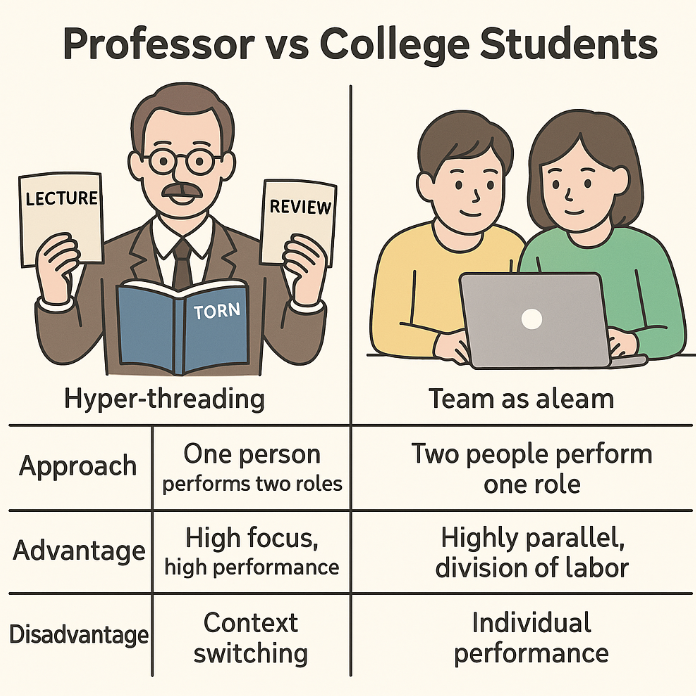 Professor vs College Students
LECTURE
REVIEW
TORN
Hyper-threading
Team as aleam
Approach
One person
performs two roles
Two people perform
one role
Advantage
High focus,
high performance
Highly parallel,
division of labor
Disadvantage
Context
switching
Individual
performance